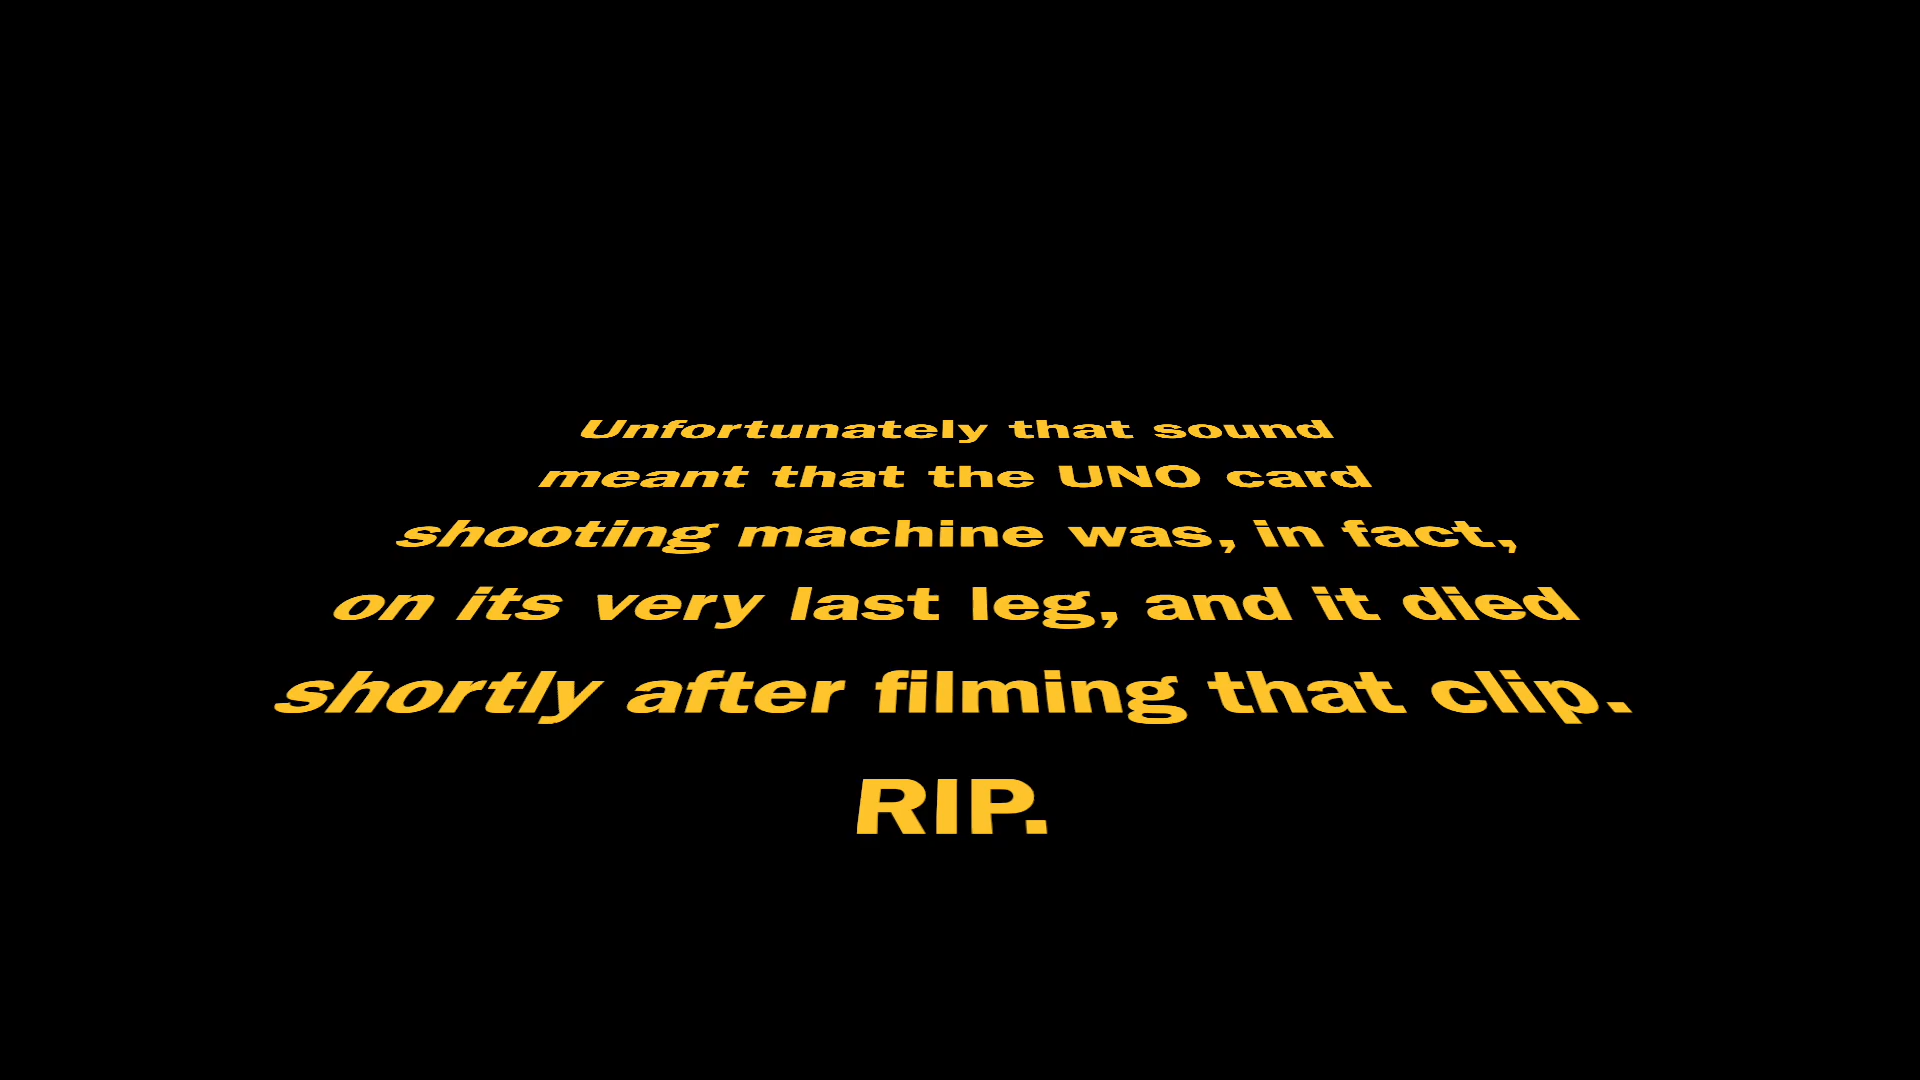 Unfortunately that sound
meant that the UNO card
shooting machine was, in fact,
on its very last leg, and it died
shortly after filming that clip.
RIP.